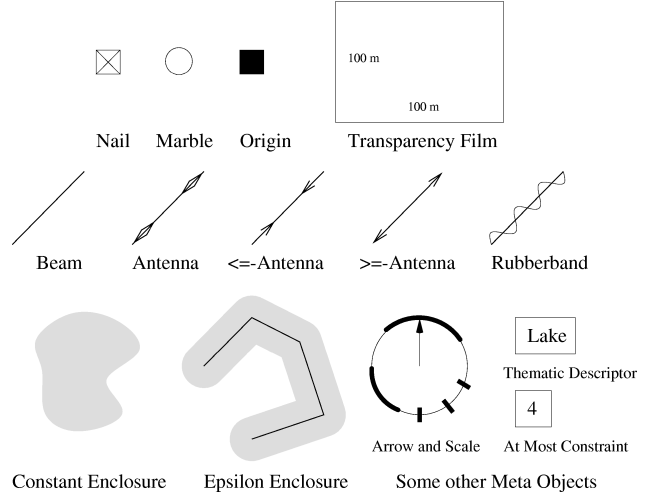 100 m
100 m
Nail Marble Origin Transparency Film
Beam Antenna <=-Antenna >=-Antenna Rubberband
Lake
Thematic Descriptor
4
Arrow and Scale At Most Constraint
Constant Enclosure Epsilon Enclosure Some other Meta Objects